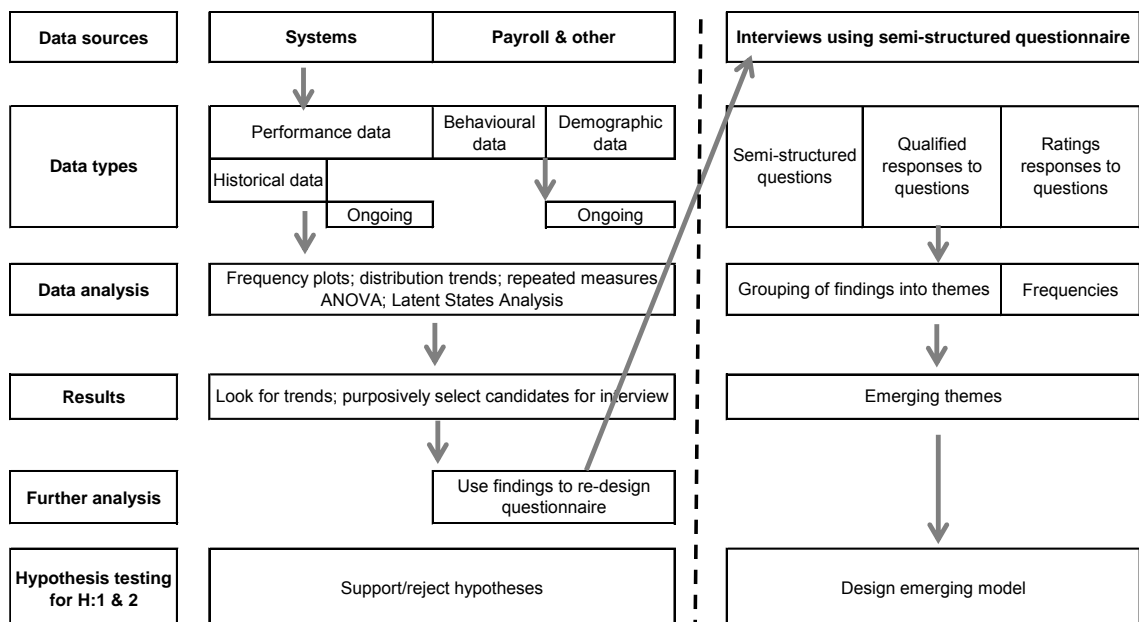 Data sources
Systems
Payroll & other
Interviews using semi-structured questionnaire
Data types
Performance data
Behavioural
data
Demographic
data
Historical data
Ongoing
Ongoing
Semi-structured
questions
Qualified
responses to
questions
Ratings
responses to
questions
Data analysis
Frequency plots; distribution trends; repeated measures
ANOVA; Latent States Analysis
Grouping of findings into themes
Frequencies
Results
Look for trends; purposively select candidates for interview
Emerging themes
Further analysis
Use findings to re-design
questionnaire
Hypothesis testing
for H:1 & 2
Support/reject hypotheses
Design emerging model